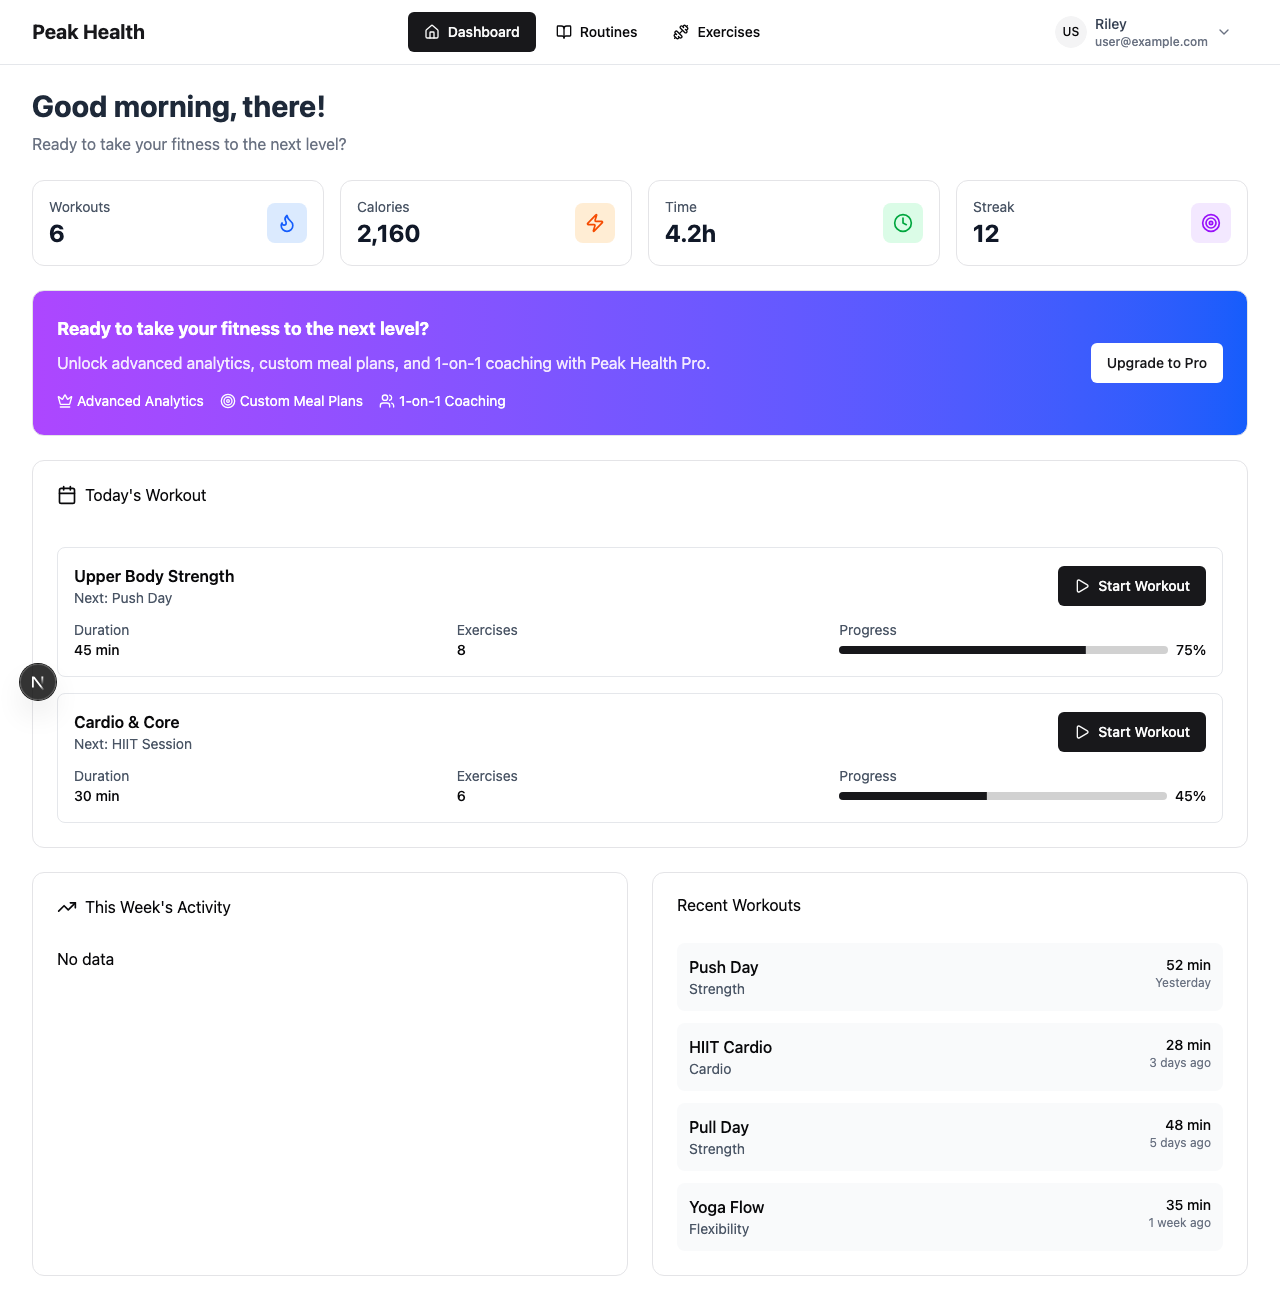 Peak Health
Dashboard
Routines
Exercises
US
Riley
user@example.com
Good morning, there!
Ready to take your fitness to the next level?
Workouts
6
Calories
2,160
Time
4.2h
Streak
12
Ready to take your fitness to the next level?
Unlock advanced analytics, custom meal plans, and 1-on-1 coaching with Peak Health Pro.
Advanced Analytics
Custom Meal Plans
1-on-1 Coaching
Upgrade to Pro
Today's Workout
Upper Body Strength
Next: Push Day
Start Workout
Duration
45 min
Exercises
8
Progress
75%
N
Cardio & Core
Next: HIIT Session
Start Workout
Duration
30 min
Exercises
6
Progress
45%
This Week's Activity
No data
Recent Workouts
Push Day
Strength
52 min
Yesterday
HIIT Cardio
Cardio
28 min
3 days ago
Pull Day
Strength
48 min
5 days ago
Yoga Flow
Flexibility
35 min
1 week ago